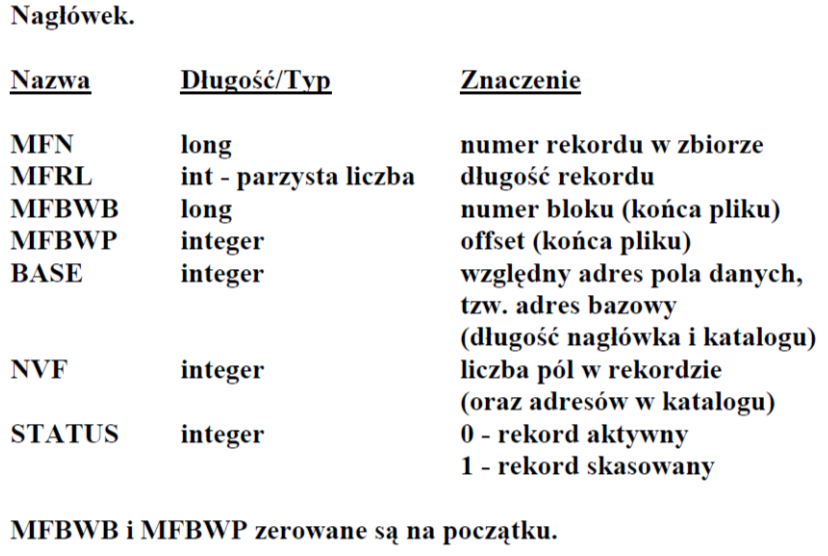 Nagłówek.
Nazwa Długość/Typ Znaczenie
MFN long numer rekordu w zbiorze
MFRL int - parzysta liczba długość rekordu
MFBWB long numer bloku (końca pliku)
MFBWP integer offset (końca pliku)
BASE integer względny adres pola danych,
tzw. adres bazowy
(długość nagłówka i katalogu)
NVF integer liczba pól w rekordzie
(oraz adresów w katalogu)
STATUS integer 0 - rekord aktywny
1 - rekord skasowany
MFBWB i MFBWP zerowane są na początku.